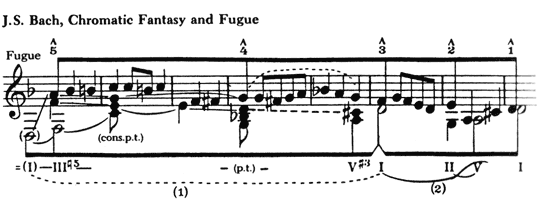 J.S. Bach, Chromatic Fantasy and Fugue
Fugue
^5 ^4 ^3 ^2 ^1
(cons.p.t.)
=(I)—III♯5— – (p.t.) – V♯3 I II V I
(1) (2)